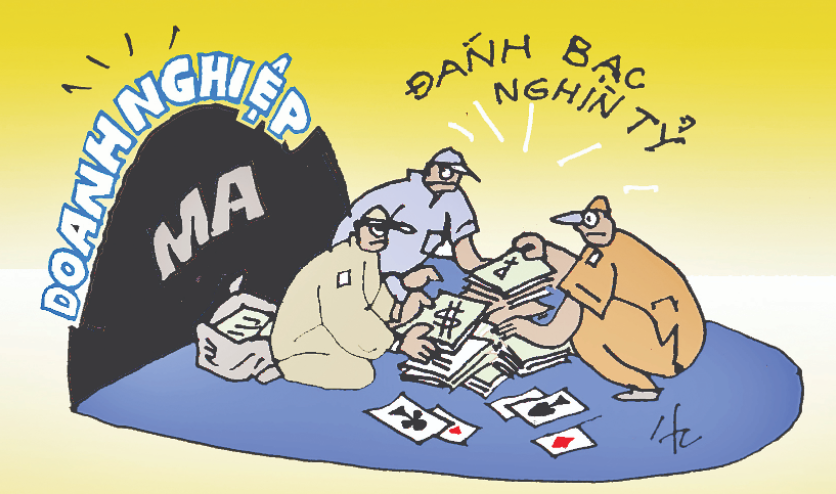 DOANH NGHIỆP
MA
ĐÁNH BẠC
NGHÌN TỶ
$